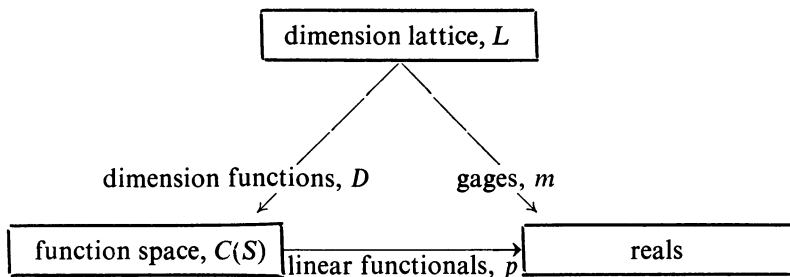 dimension lattice, L
dimension functions, D
gages, m
function space, C(S)
linear functionals, p
reals